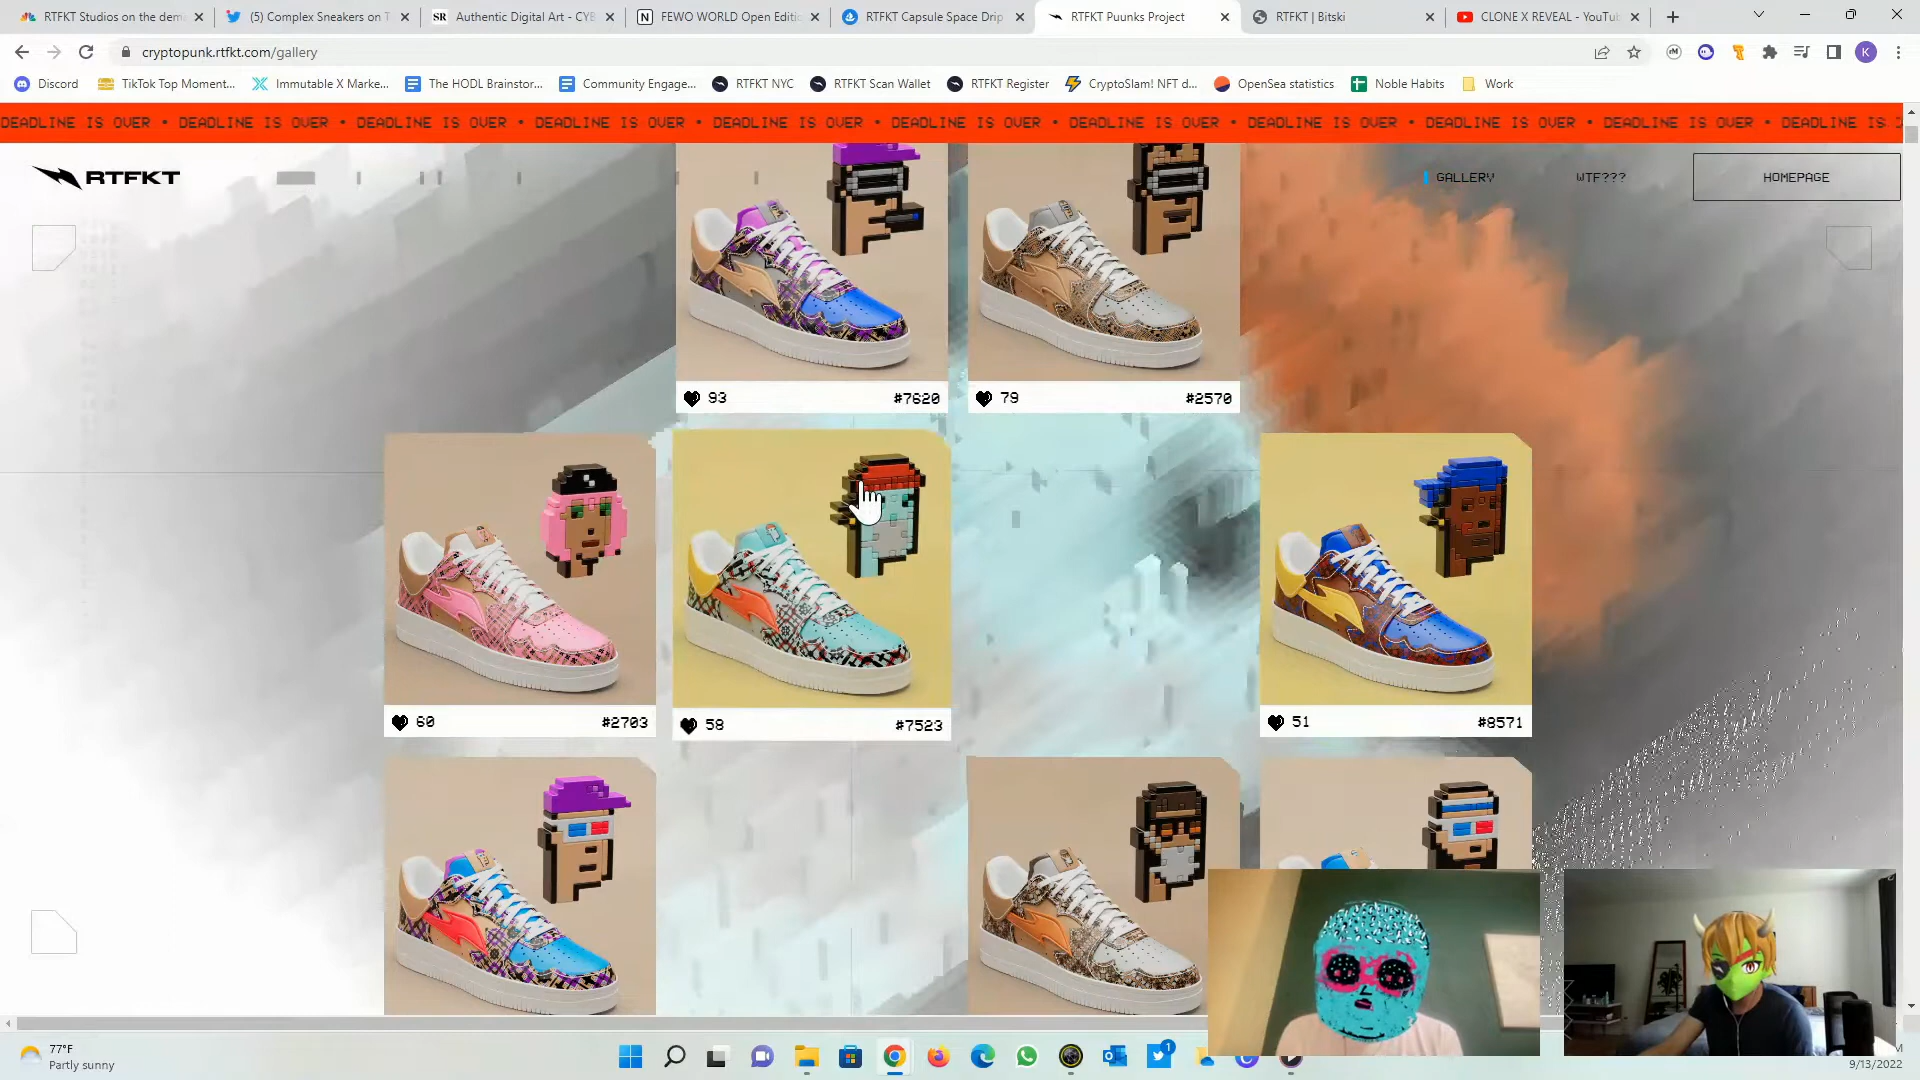 RTFKT Studios on the dem
(5) Complex Sneakers on T
SR Authentic Digital Art - CYB
FEWO WORLD Open Editi
RTFKT Capsule Space Drip
RTFKT Puunks Project
RTFKT | Bitski
CLONE X REVEAL - YouTu
cryptopunk.rtfkt.com/gallery
K
Discord
TikTok Top Moment...
Immutable X Marke...
The HODL Brainstor...
Community Engage...
RTFKT NYC
RTFKT Scan Wallet
RTFKT Register
CryptoSlam! NFT d...
OpenSea statistics
Noble Habits
Work
DEADLINE IS OVER • DEADLINE IS OVER • DEADLINE IS OVER • DEADLINE IS OVER • DEADLINE IS OVER • DEADLINE IS OVER • DEADLINE IS OVER • DEADLINE IS OVER • DEADLINE IS OVER • DEADLINE IS OVER • DEADLINE IS
RTFKT
GALLERY
WTF???
HOMEPAGE
93 #7620
79 #2570
60 #2703
58 #7523
51 #8571
77°F
Partly sunny
1
9/13/2022